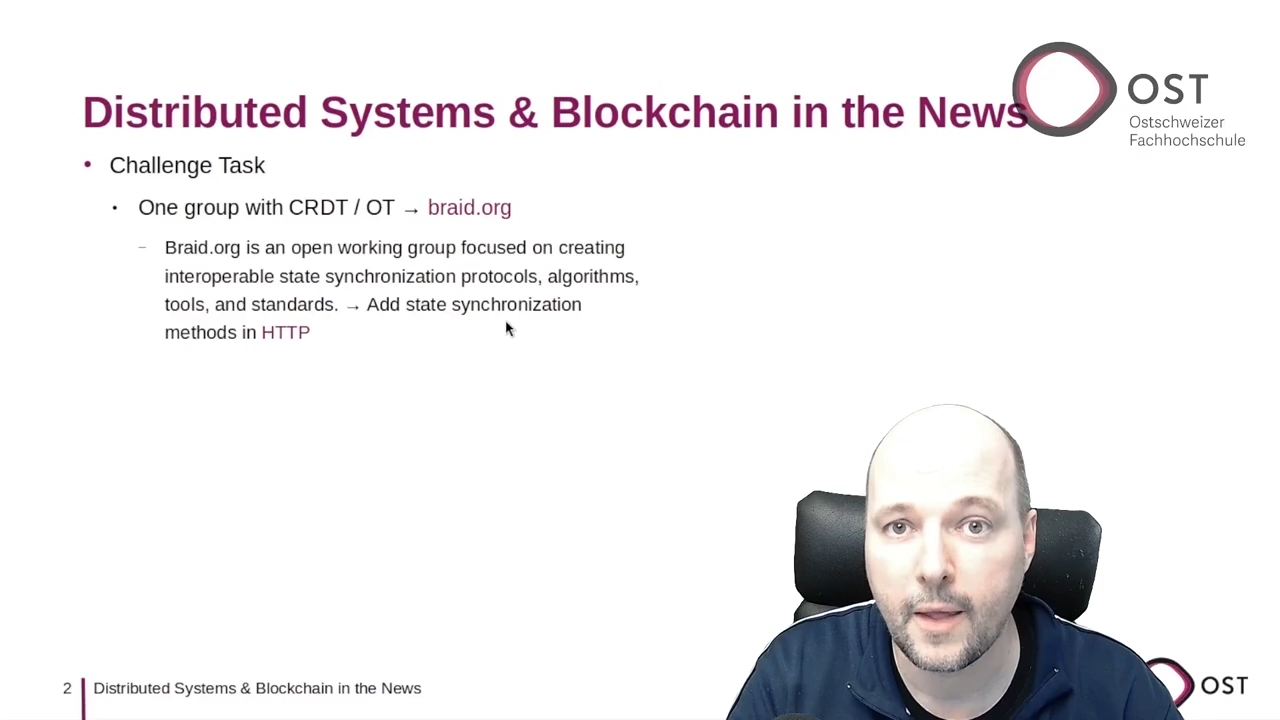 Distributed Systems & Blockchain in the News
OST
Ostschweizer
Fachhochschule
• Challenge Task
• One group with CRDT / OT → braid.org
– Braid.org is an open working group focused on creating
interoperable state synchronization protocols, algorithms,
tools, and standards. → Add state synchronization
methods in HTTP
2 Distributed Systems & Blockchain in the News
OST